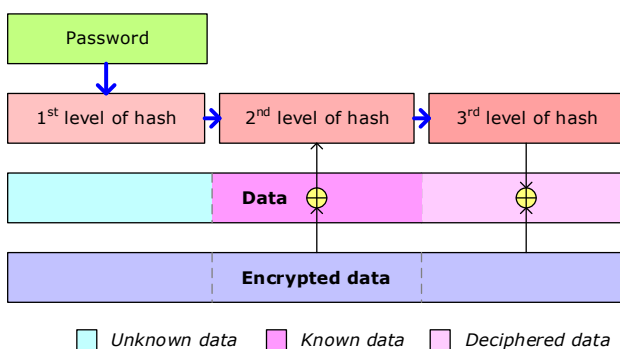 Password
1st level of hash
2nd level of hash
3rd level of hash
Data
Encrypted data
Unknown data
Known data
Deciphered data